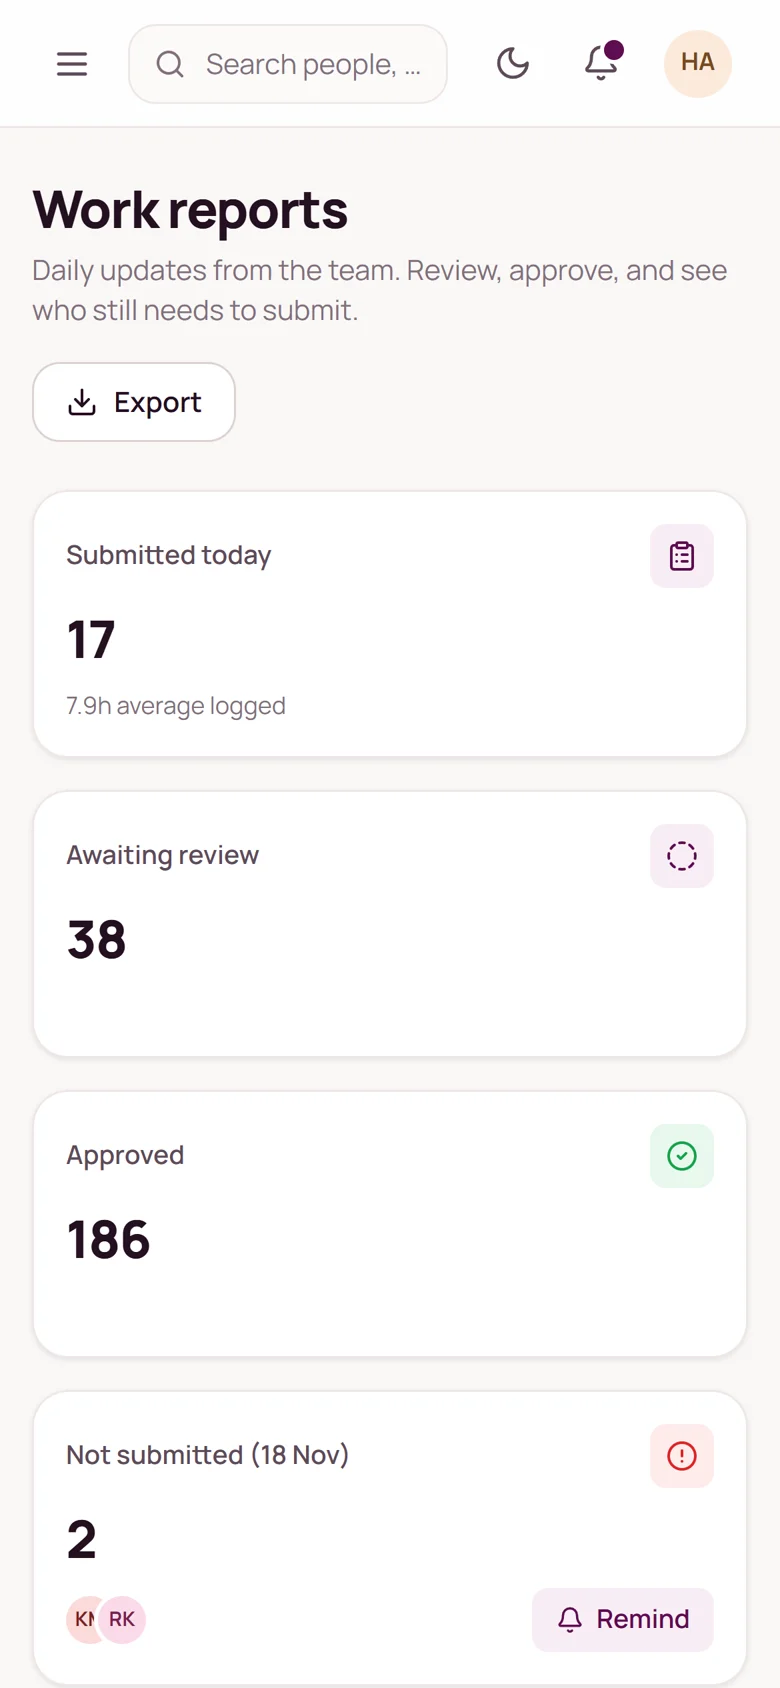 Search people, ...
HA
Work reports
Daily updates from the team. Review, approve, and see
who still needs to submit.
Export
Submitted today
17
7.9h average logged
Awaiting review
38
Approved
186
Not submitted (18 Nov)
2
RK
Remind